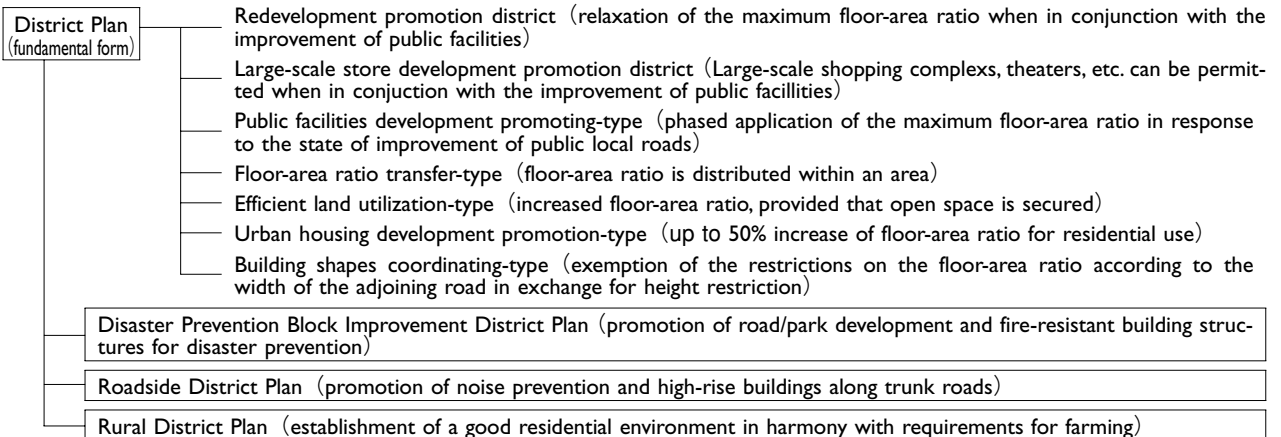 District Plan
(fundamental form)
Redevelopment promotion district（relaxation of the maximum floor-area ratio when in conjunction with the
improvement of public facilities）
Large-scale store development promotion district（Large-scale shopping complexs, theaters, etc. can be permit-
ted when in conjuction with the improvement of public facillities）
Public facilities development promoting-type（phased application of the maximum floor-area ratio in response
to the state of improvement of public local roads）
Floor-area ratio transfer-type（floor-area ratio is distributed within an area）
Efficient land utilization-type（increased floor-area ratio, provided that open space is secured）
Urban housing development promotion-type（up to 50% increase of floor-area ratio for residential use）
Building shapes coordinating-type（exemption of the restrictions on the floor-area ratio according to the
width of the adjoining road in exchange for height restriction）
Disaster Prevention Block Improvement District Plan（promotion of road/park development and fire-resistant building struc-
tures for disaster prevention）
Roadside District Plan（promotion of noise prevention and high-rise buildings along trunk roads）
Rural District Plan（establishment of a good residential environment in harmony with requirements for farming）